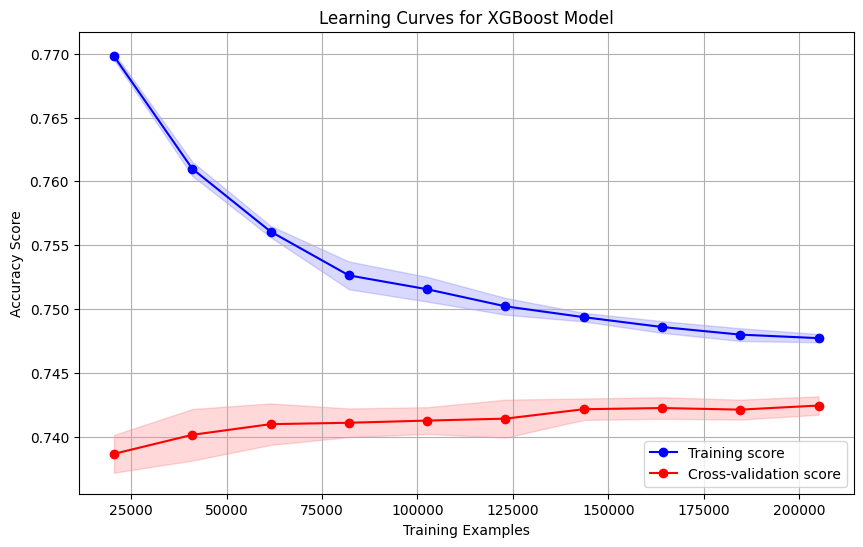 Learning Curves for XGBoost Model
Accuracy Score
0.770
0.765
0.760
0.755
0.750
0.745
0.740
Training score
Cross-validation score
25000 50000 75000 100000 125000 150000 175000 200000
Training Examples